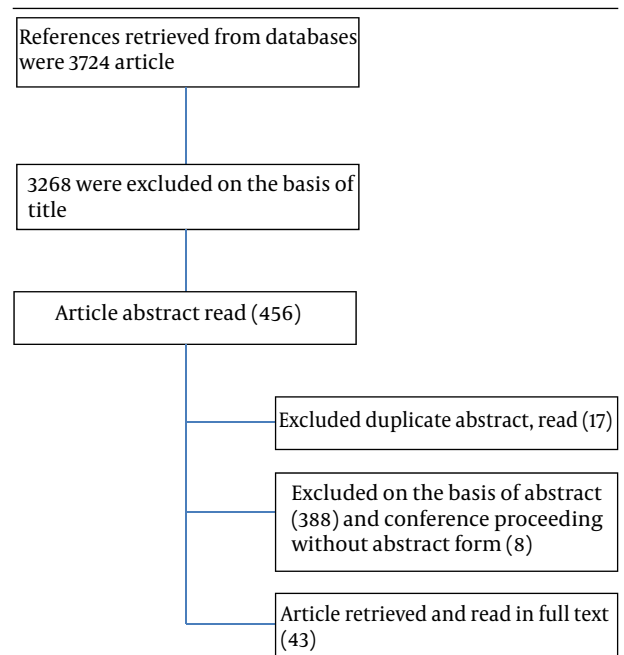 References retrieved from databases
were 3724 article
3268 were excluded on the basis of
title
Article abstract read (456)
Excluded duplicate abstract, read (17)
Excluded on the basis of abstract
(388) and conference proceeding
without abstract form (8)
Article retrieved and read in full text
(43)